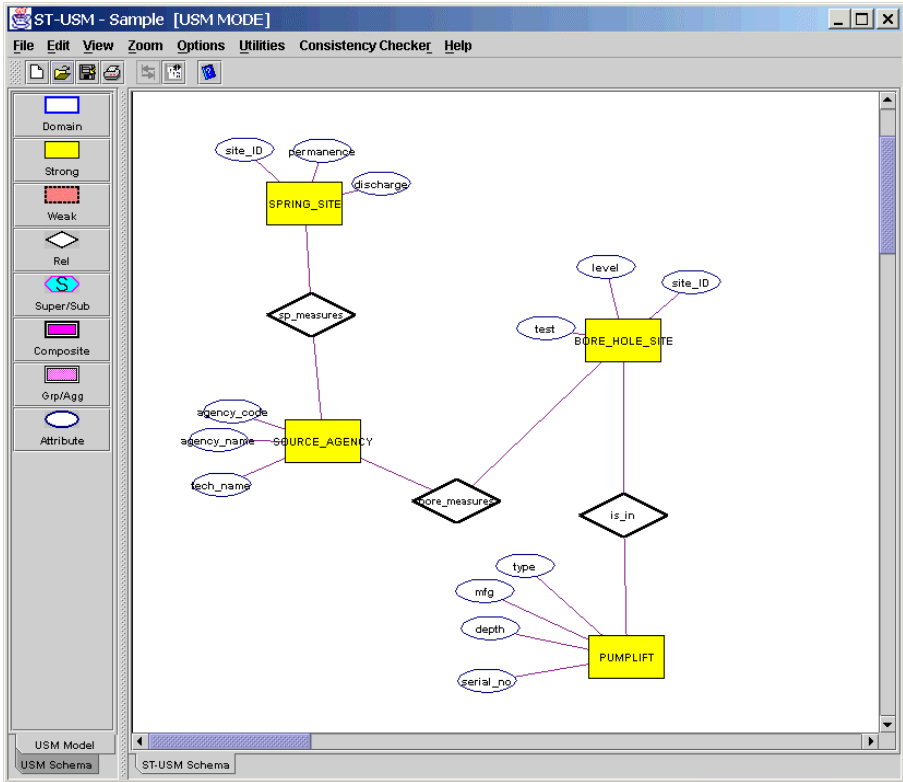 ST-USM - Sample [USM MODE]
File Edit View Zoom Options Utilities Consistency Checker Help
Domain
Strong
Weak
Rel
S
Super/Sub
Composite
Grp/Agg
Attribute
USM Model
USM Schema
site_ID
permanence
discharge
SPRING_SITE
sp_measures
level
site_ID
test
BORE_HOLE_SITE
agency_code
agency_name
SOURCE_AGENCY
tech_name
bore_measures
is_in
type
mfg
depth
PUMPLIFT
serial_no
ST-USM Schema